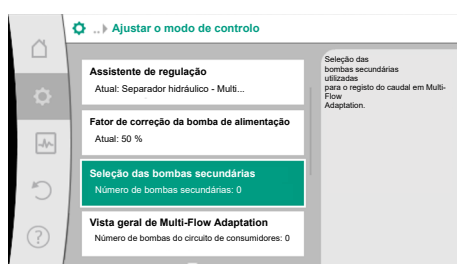 ..▸ Ajustar o modo de controlo
Assistente de regulação
Atual: Separador hidráulico - Multi...
Fator de correção da bomba de alimentação
Atual: 50 %
Seleção das bombas secundárias
Número de bombas secundárias: 0
Vista geral de Multi-Flow Adaptation
Número de bombas do circuito de consumidores: 0
Seleção das
bombas secundárias
utilizadas
para o registo do caudal em Multi-
Flow
Adaptation.
?